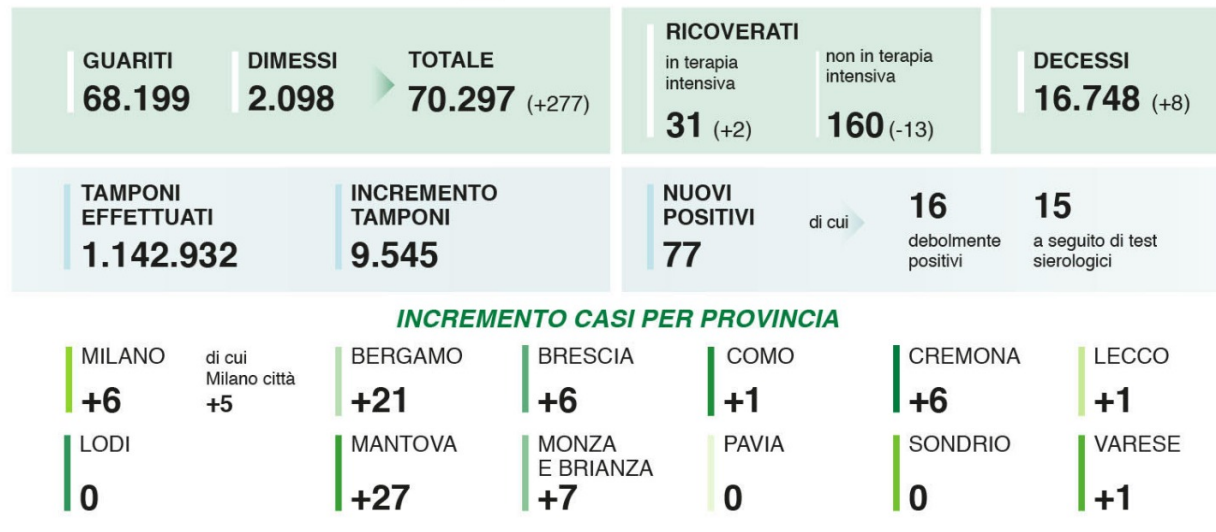 GUARITI
68.199
DIMESSI
2.098
TOTALE
70.297 (+277)
RICOVERATI
in terapia
intensiva
31 (+2)
non in terapia
intensiva
160 (-13)
DECESSI
16.748 (+8)
TAMPONI
EFFETTUATI
1.142.932
INCREMENTO
TAMPONI
9.545
NUOVI
POSITIVI
77
di cui
16
debolmente
positivi
15
a seguito di test
sierologici
INCREMENTO CASI PER PROVINCIA
MILANO
+6
di cui
Milano città
+5
BERGAMO
+21
BRESCIA
+6
COMO
+1
CREMONA
+6
LECCO
+1
LODI
0
MANTOVA
+27
MONZA
E BRIANZA
+7
PAVIA
0
SONDRIO
0
VARESE
+1